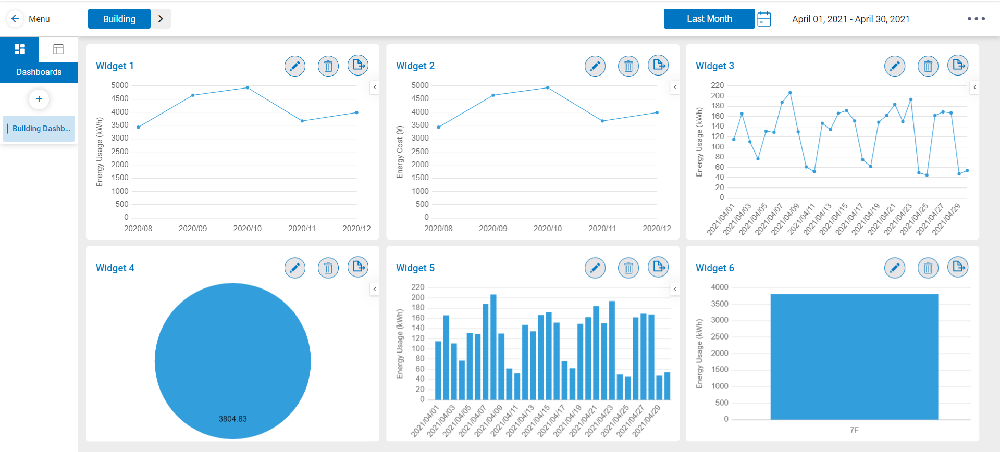 Menu
Building
Last Month
April 01, 2021 - April 30, 2021
Dashboards
Building Dashb...
Widget 1
Energy Usage (kWh)
5000
4500
4000
3500
3000
2500
2000
1500
1000
500
0
2020/08 2020/09 2020/10 2020/11 2020/12
Widget 2
Energy Cost (¥)
5000
4500
4000
3500
3000
2500
2000
1500
1000
500
0
2020/08 2020/09 2020/10 2020/11 2020/12
Widget 3
Energy Usage (kWh)
220
200
180
160
140
120
100
80
60
40
20
0
2021/04/01 2021/04/03 2021/04/05 2021/04/07 2021/04/09 2021/04/11 2021/04/13 2021/04/15 2021/04/17 2021/04/19 2021/04/21 2021/04/23 2021/04/25 2021/04/27 2021/04/29
Widget 4
3804.83
Widget 5
Energy Usage (kWh)
220
200
180
160
140
120
100
80
60
40
20
0
2021/04/01 2021/04/03 2021/04/05 2021/04/07 2021/04/09 2021/04/11 2021/04/13 2021/04/15 2021/04/17 2021/04/19 2021/04/21 2021/04/23 2021/04/25 2021/04/27 2021/04/29
Widget 6
Energy Usage (kWh)
4000
3500
3000
2500
2000
1500
1000
500
0
7F